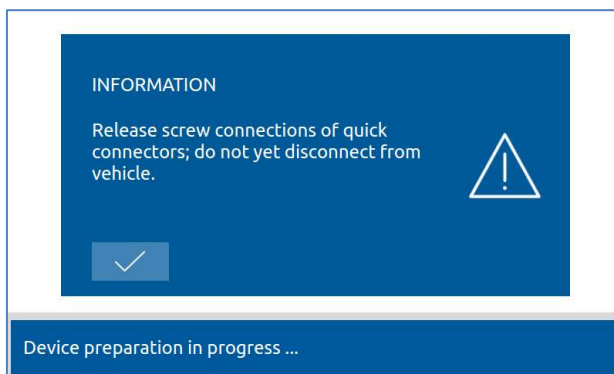 INFORMATION
Release screw connections of quick
connectors; do not yet disconnect from
vehicle.
Device preparation in progress ...